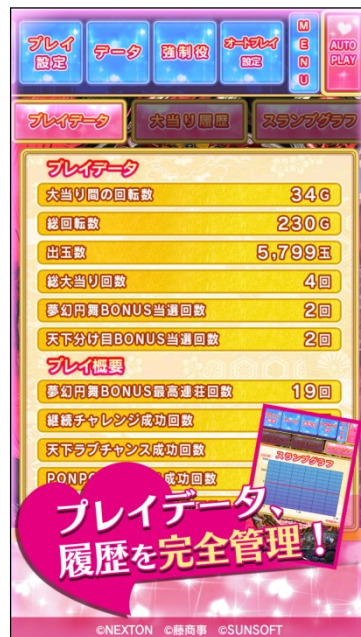 プレイ
設定
データ
強制役
オートプレイ
設定
MENU
AUTO
PLAY
プレイデータ
大当り履歴
スランプグラフ
プレイデータ
大当り間の回転数 34G
総回転数 230G
出玉数 5,799玉
総大当り回数 4回
夢幻円舞BONUS当選回数 2回
天下分け目BONUS当選回数 2回
プレイ概要
夢幻円舞BONUS最高連荘回数 19回
継続チャレンジ成功回数
天下ラブチャンス成功回数
成功回数
スランプグラフ
プレイデータ、
履歴を完全管理!
©NEXTON ©藤商事 ©SUNSOFT